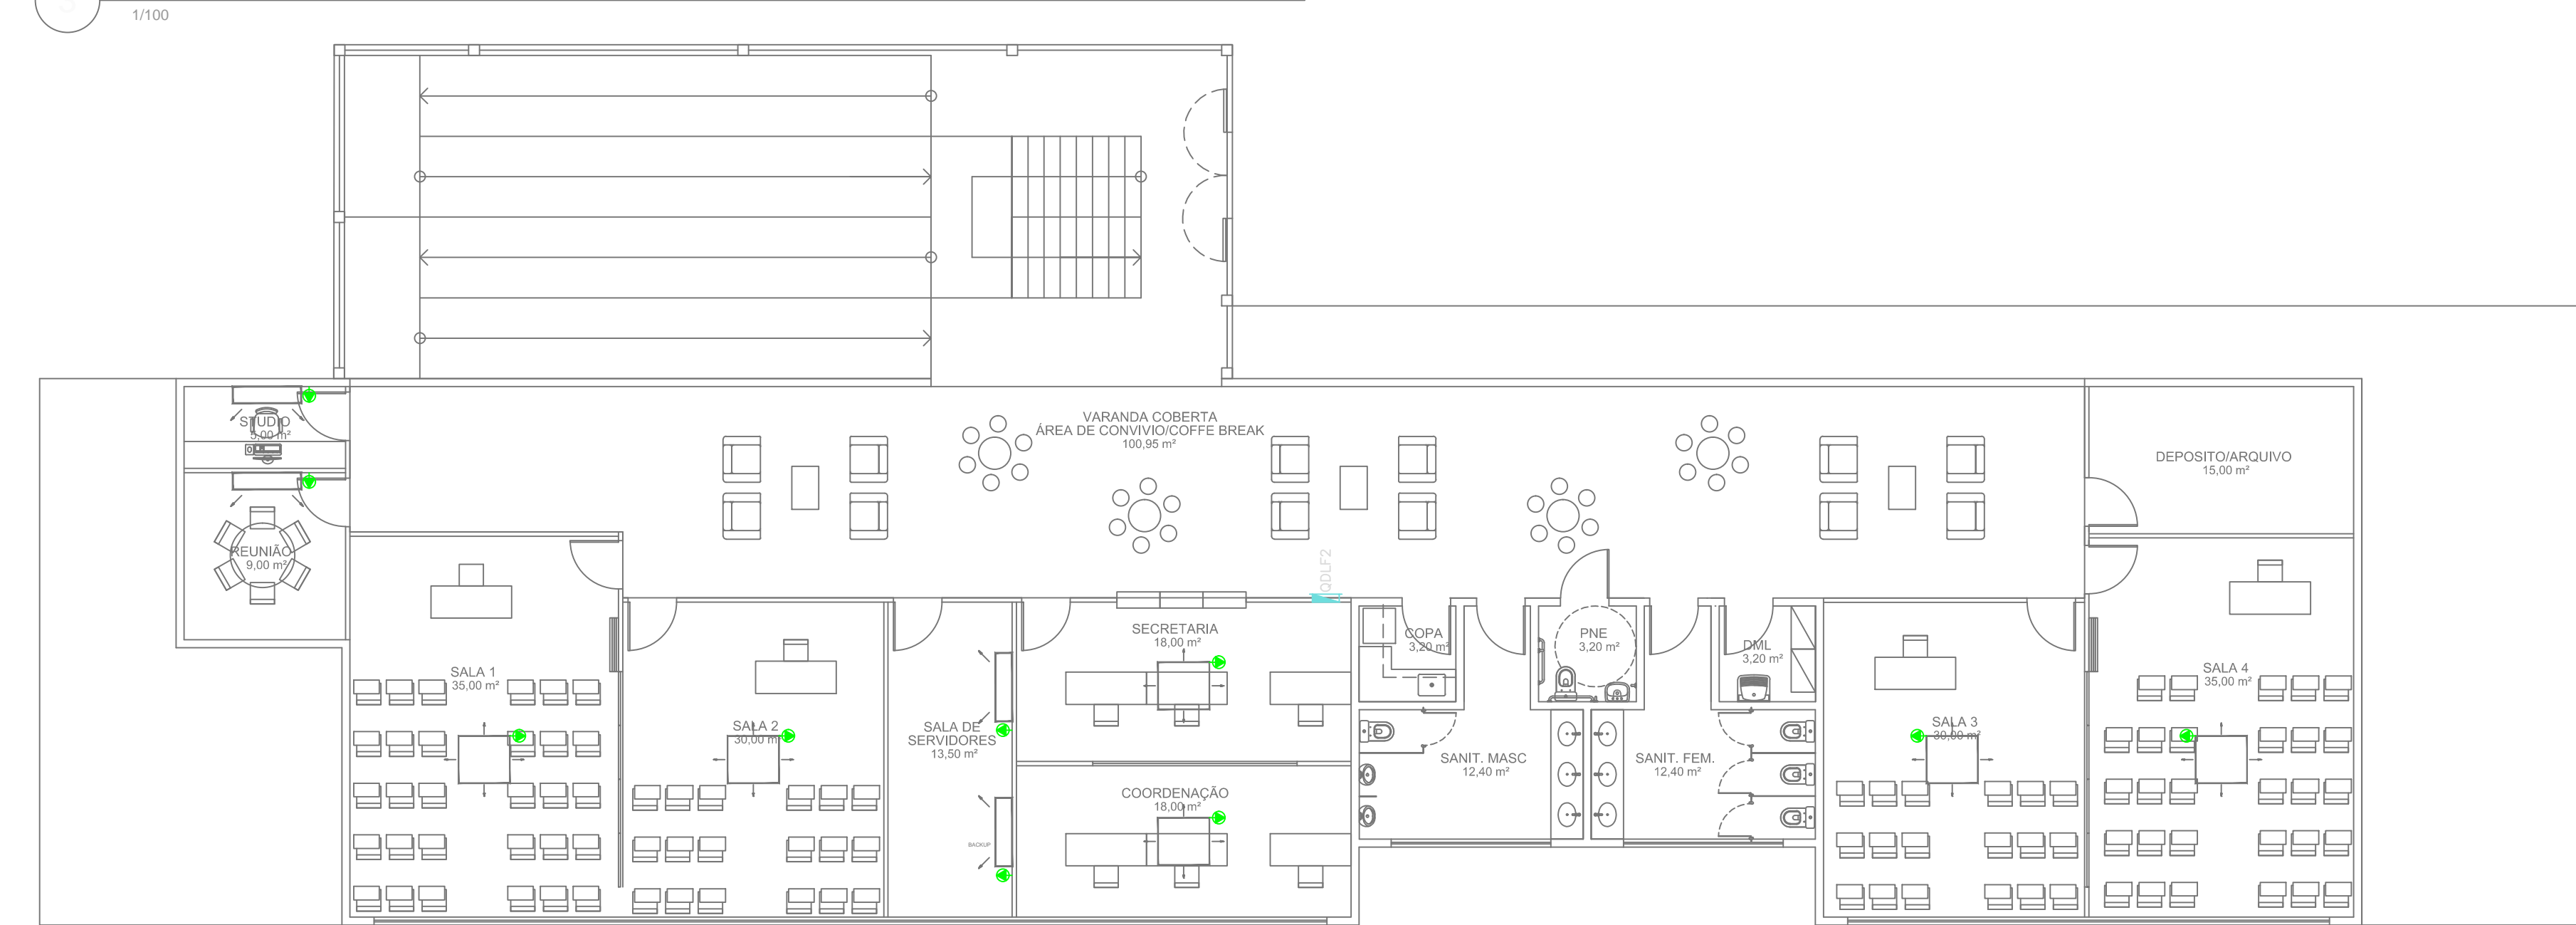 1/100
VARANDA COBERTA
ÁREA DE CONVIVIO/COFFE BREAK
100,95 m²
STUDIO
5,00 m²
DEPOSITO/ARQUIVO
15,00 m²
REUNIÃO
9,00 m²
QDLF2
SECRETARIA
18,00 m²
COPA
3,20 m²
PNE
3,20 m²
DML
3,20 m²
SALA 1
35,00 m²
SALA 4
35,00 m²
SALA 2
30,00 m²
SALA DE
SERVIDORES
13,50 m²
SALA 3
30,00 m²
SANIT. MASC
12,40 m²
SANIT. FEM.
12,40 m²
COORDENAÇÃO
18,00 m²
BACKUP